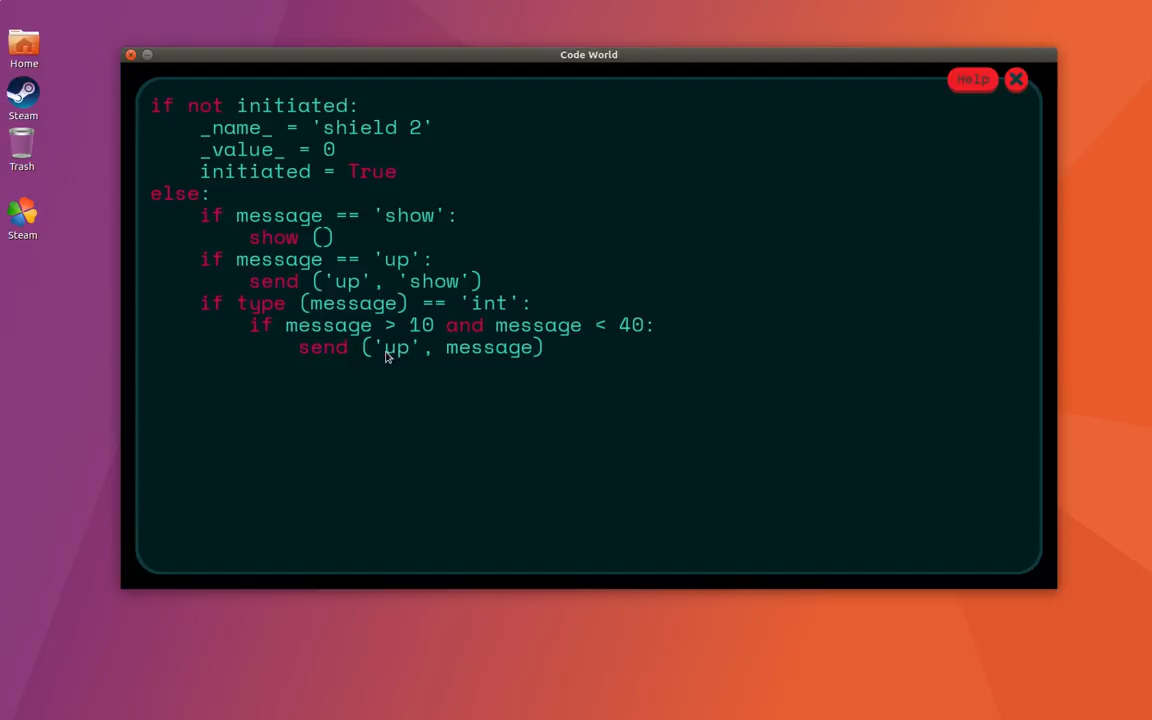 Home
Steam
Trash
Steam
Code World
Help
if not initiated:
    _name_ = 'shield 2'
    _value_ = 0
    initiated = True
else:
    if message == 'show':
        show ()
    if message == 'up':
        send ('up', 'show')
    if type (message) == 'int':
        if message > 10 and message < 40:
            send ('up', message)